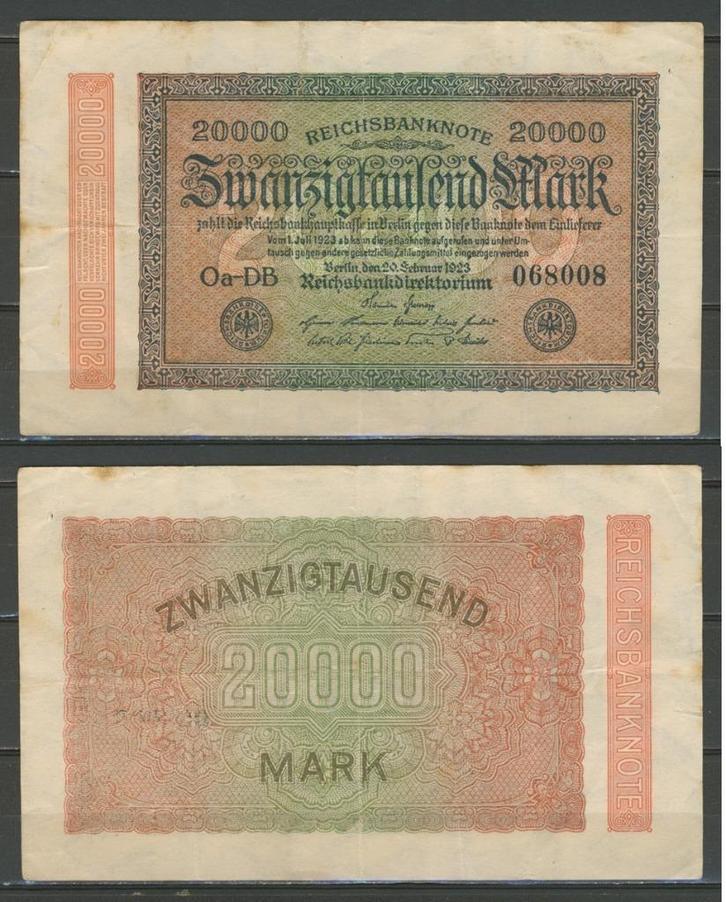 20000 REICHSBANKNOTE 20000
Zwanzigtausend Mark
zahlt die Reichsbankhauptkasse in Berlin gegen diese Banknote dem Einlieferer
Vom 1. Juli 1923 ab kann diese Banknote aufgerufen und unter Um-
tausch gegen andere gesetzliche Zahlungsmittel eingezogen werden
Berlin, den 20. Februar 1923
Oa-DB Reichsbankdirektorium 068008
20000
20000
ZWANZIGTAUSEND
20000
MARK
REICHSBANKNOTE